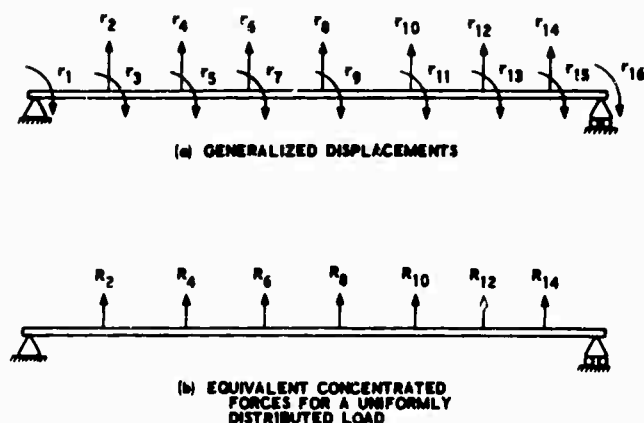 r2 r4 r6 r8 r10 r12 r14
r1 r3 r5 r7 r9 r11 r13 r15 r16
(a) GENERALIZED DISPLACEMENTS
R2 R4 R6 R8 R10 R12 R14
(b) EQUIVALENT CONCENTRATED
FORCES FOR A UNIFORMLY
DISTRIBUTED LOAD